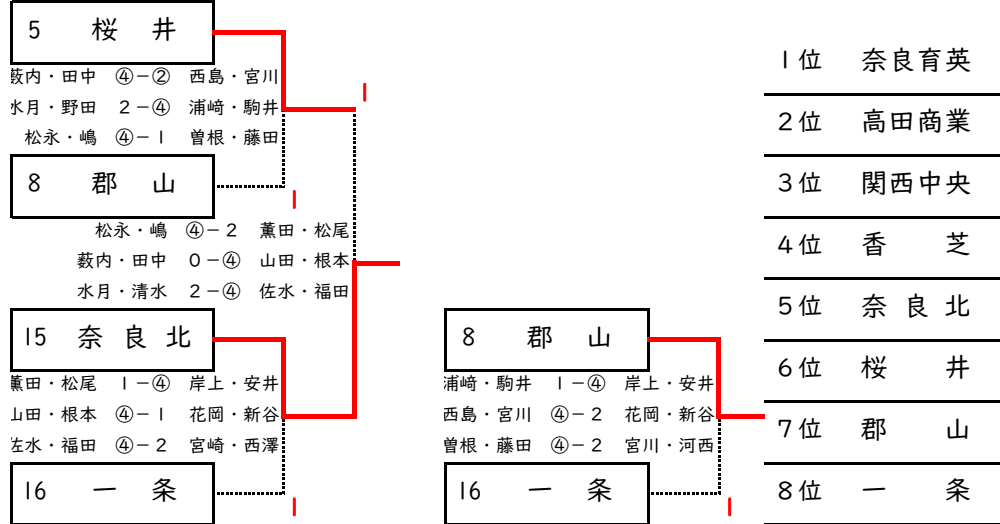 5 桜 井
薮内・田中 ④－② 西島・宮川
水月・野田 2－④ 浦﨑・駒井
松永・嶋 ④－1 曽根・藤田
1
8 郡 山
1
松永・嶋 ④－2 薫田・松尾
薮内・田中 0－④ 山田・根本
水月・清水 2－④ 佐水・福田
15 奈 良 北
薫田・松尾 1－④ 岸上・安井
山田・根本 ④－1 花岡・新谷
佐水・福田 ④－2 宮崎・西澤
16 一 条
1
8 郡 山
浦﨑・駒井 1－④ 岸上・安井
西島・宮川 ④－2 花岡・新谷
曽根・藤田 ④－2 宮川・河西
16 一 条
1
1位 奈良育英
2位 高田商業
3位 関西中央
4位 香 芝
5位 奈 良 北
6位 桜 井
7位 郡 山
8位 一 条